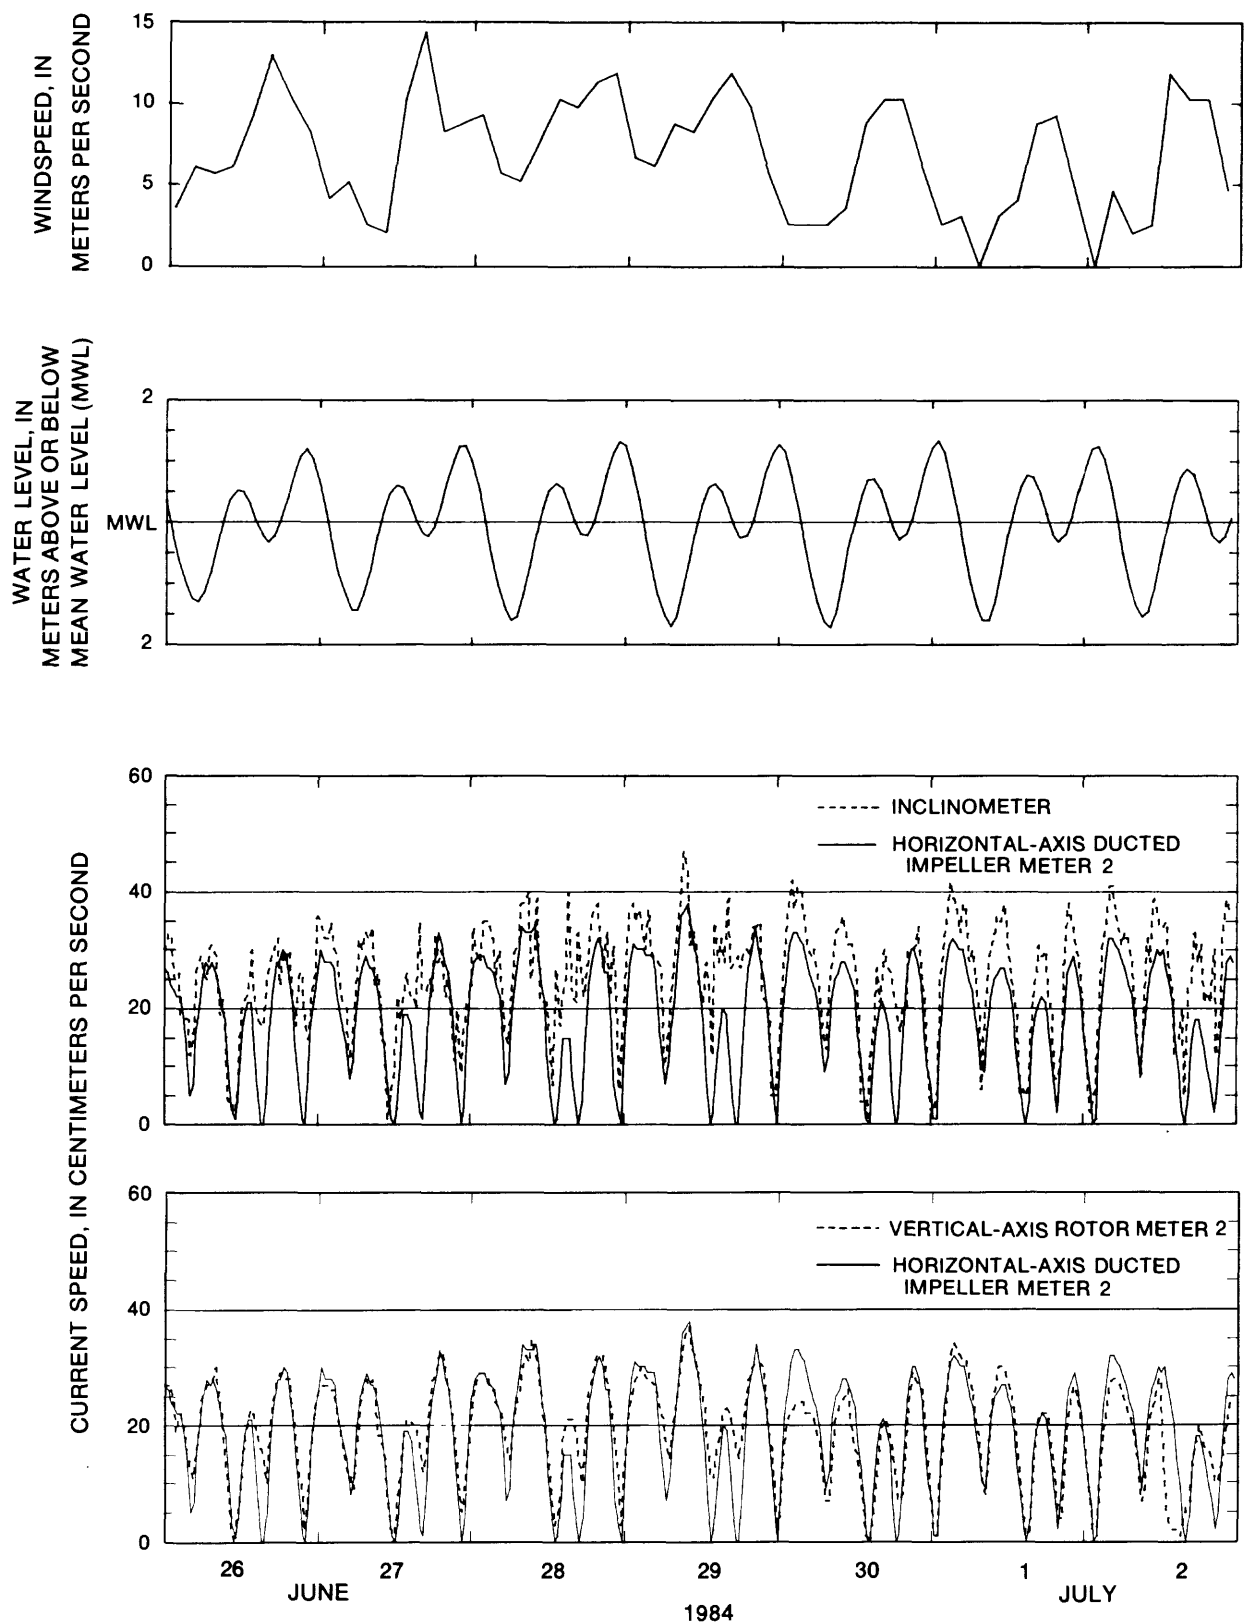 WINDSPEED, IN
METERS PER SECOND
15
10
5
0
WATER LEVEL, IN
METERS ABOVE OR BELOW
MEAN WATER LEVEL (MWL)
2
MWL
2
CURRENT SPEED, IN CENTIMETERS PER SECOND
60
40
20
0
INCLINOMETER
HORIZONTAL-AXIS DUCTED
IMPELLER METER 2
60
40
20
0
VERTICAL-AXIS ROTOR METER 2
HORIZONTAL-AXIS DUCTED
IMPELLER METER 2
26 27 28 29 30 1 2
JUNE JULY
1984